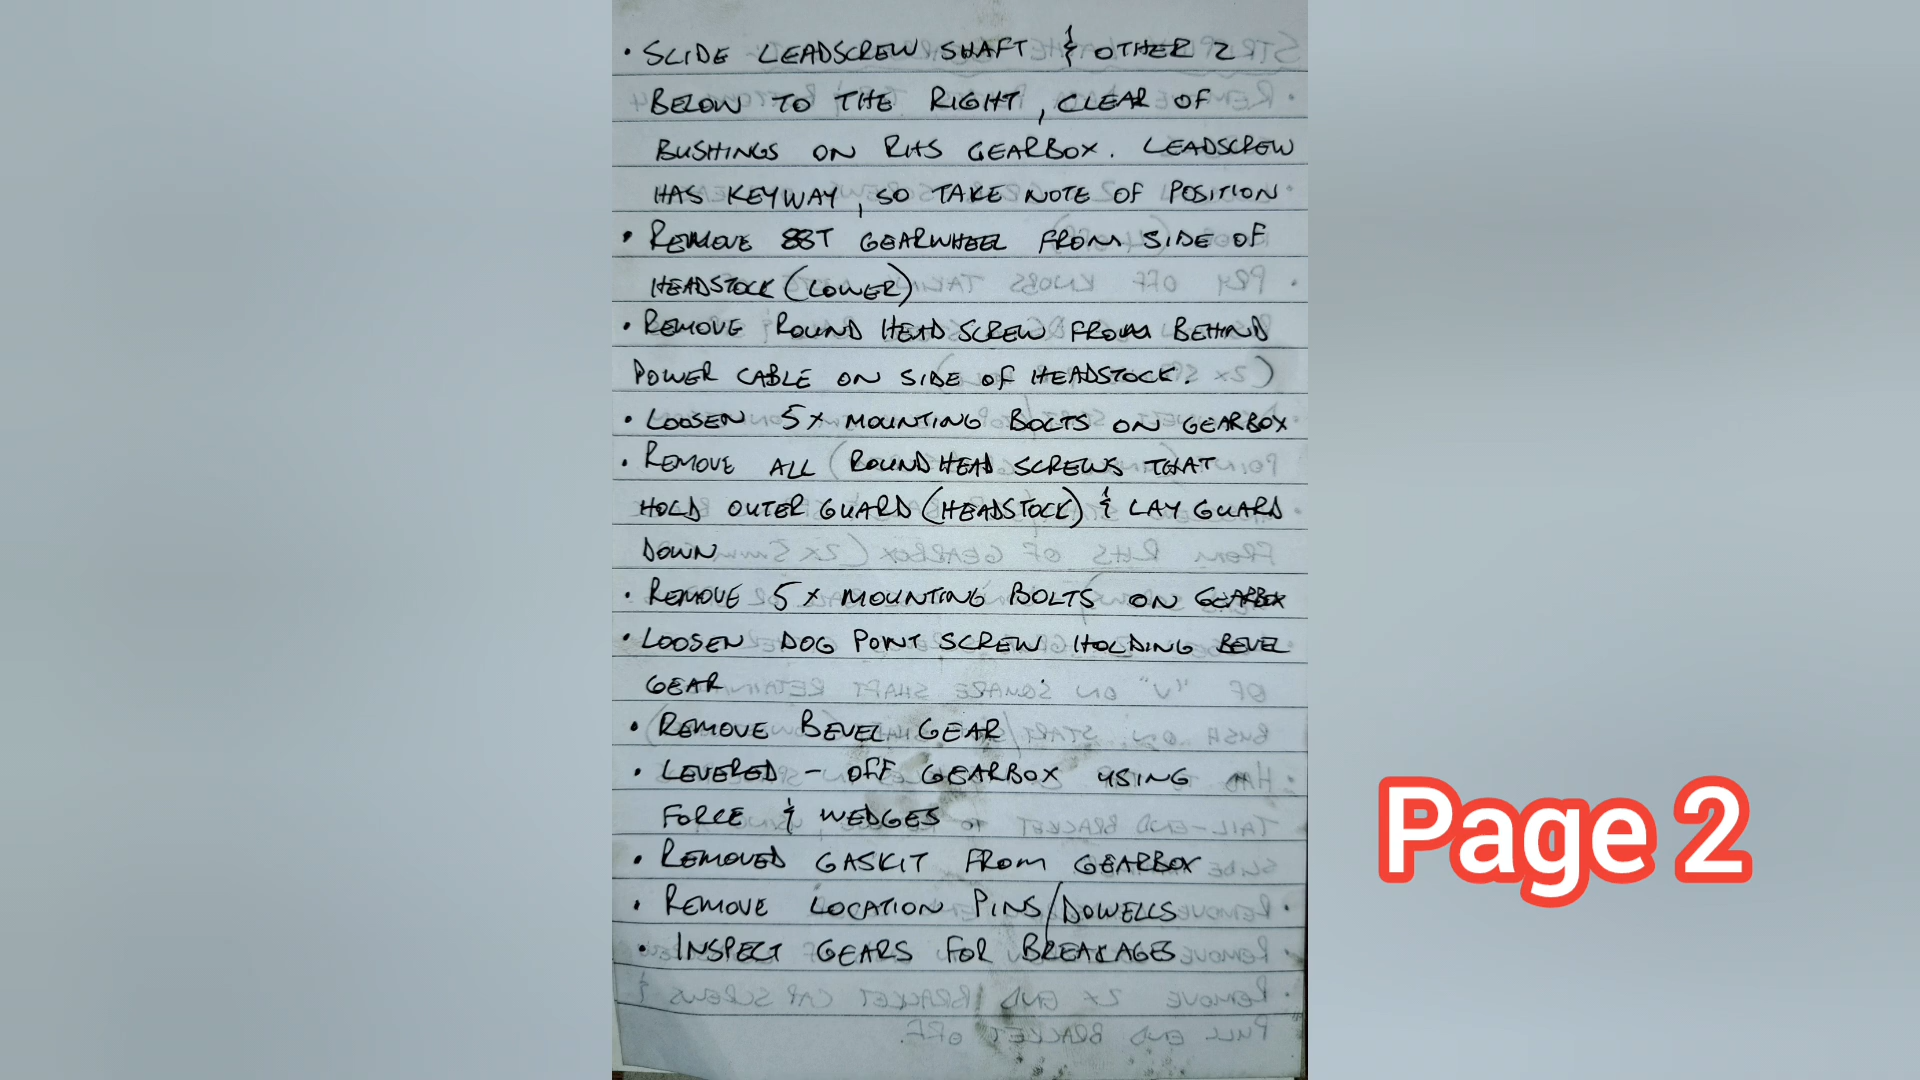 • SLIDE LEADSCREW SHAFT & OTHER 2
BELOW TO THE RIGHT, CLEAR OF
BUSHINGS ON RHS GEARBOX. LEADSCREW
HAS KEYWAY, SO TAKE NOTE OF POSITION
• REMOVE 88T GEARWHEEL FROM SIDE OF
HEADSTOCK (LOWER)
• REMOVE ROUND HEAD SCREW FROM BEHIND
POWER CABLE ON SIDE OF HEADSTOCK.
• LOOSEN 5x MOUNTING BOLTS ON GEARBOX
• REMOVE ALL ROUND HEAD SCREWS THAT
HOLD OUTER GUARD (HEADSTOCK) & LAY GUARD
DOWN
• REMOVE 5x MOUNTING BOLTS ON GEARBOX
• LOOSEN DOG POINT SCREW HOLDING BEVEL
GEAR
• REMOVE BEVEL GEAR
• LEVERED - OFF GEARBOX USING
FORCE & WEDGES
• REMOVED GASKIT FROM GEARBOX
• REMOVE LOCATION PINS/DOWELLS
• INSPECT GEARS FOR BREAKAGES
Page 2